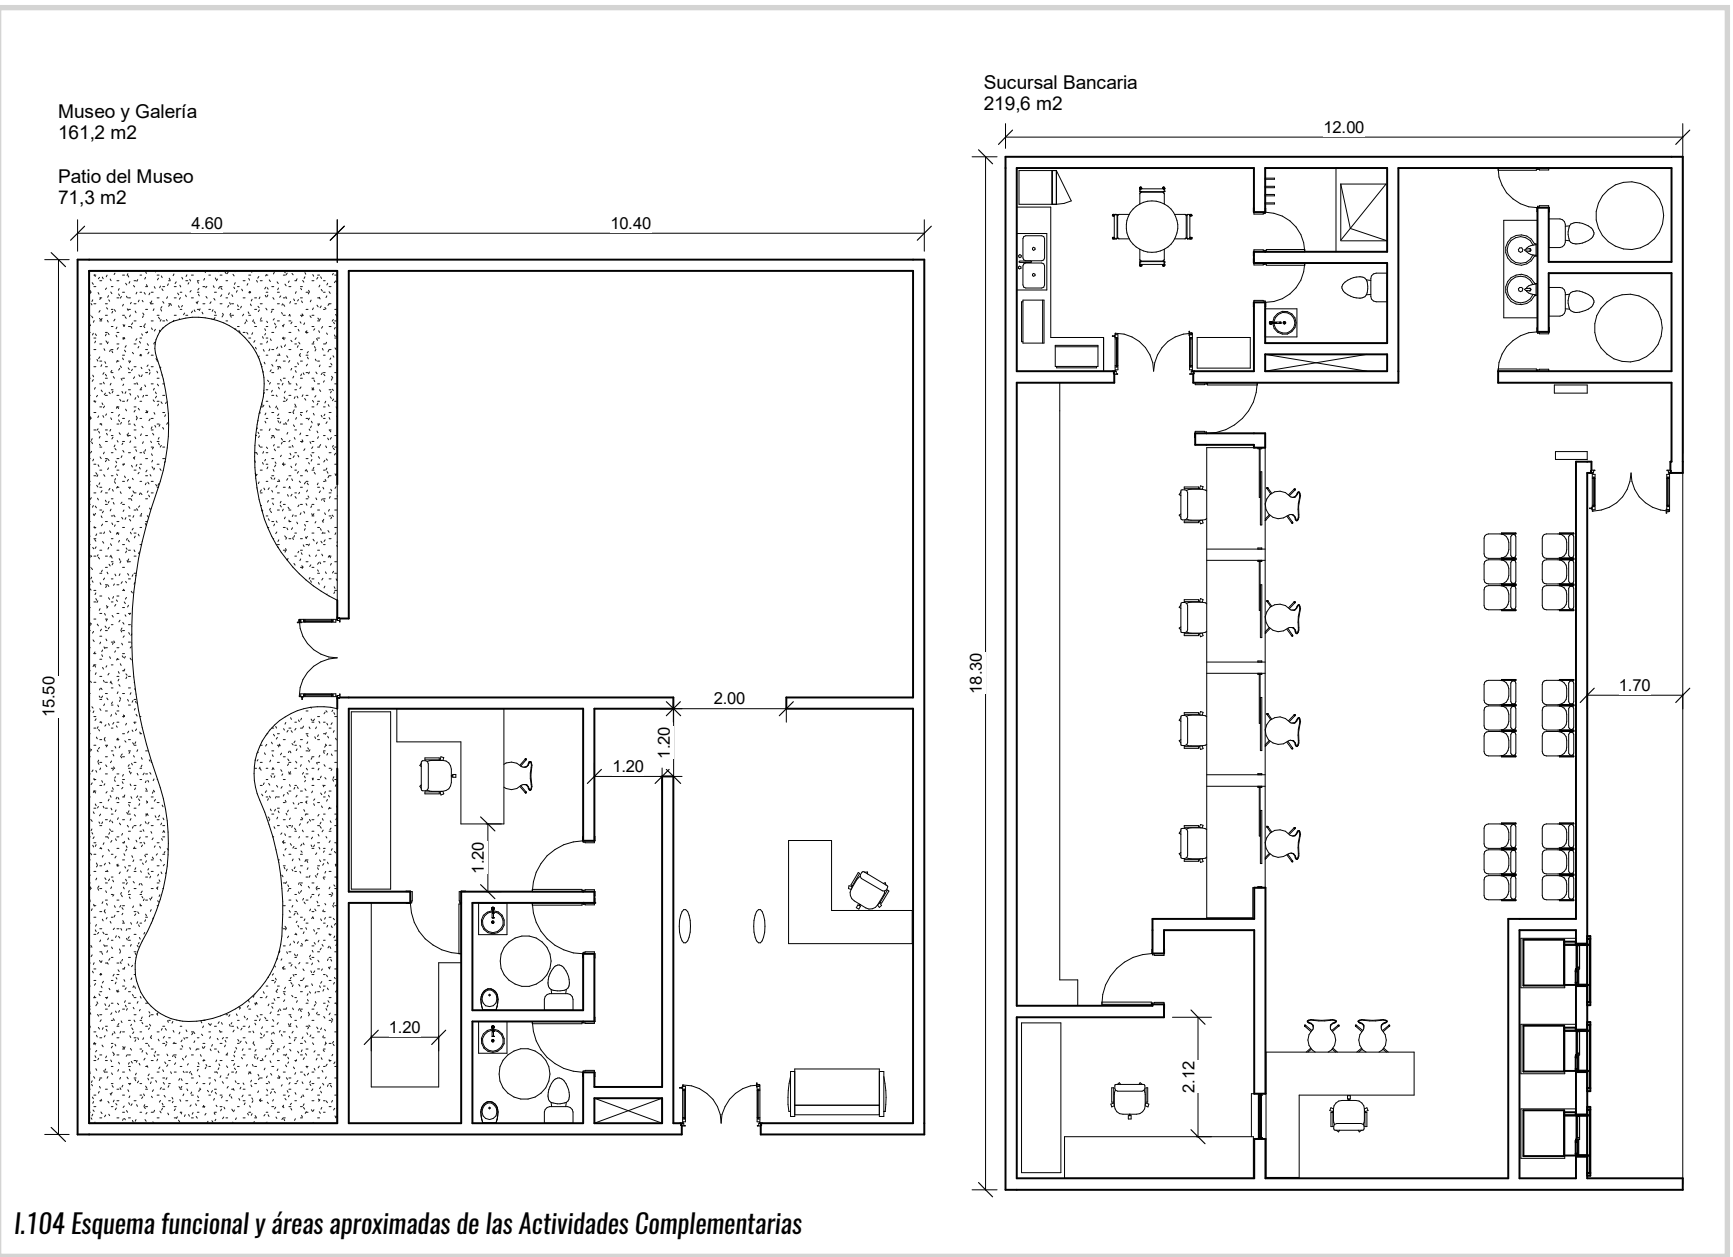 Museo y Galería
161,2 m2
Patio del Museo
71,3 m2
4.60
10.40
15.50
2.00
1.20
1.20
1.20
1.20
Sucursal Bancaria
219,6 m2
12.00
18.30
1.70
2.12
I.104 Esquema funcional y áreas aproximadas de las Actividades Complementarias